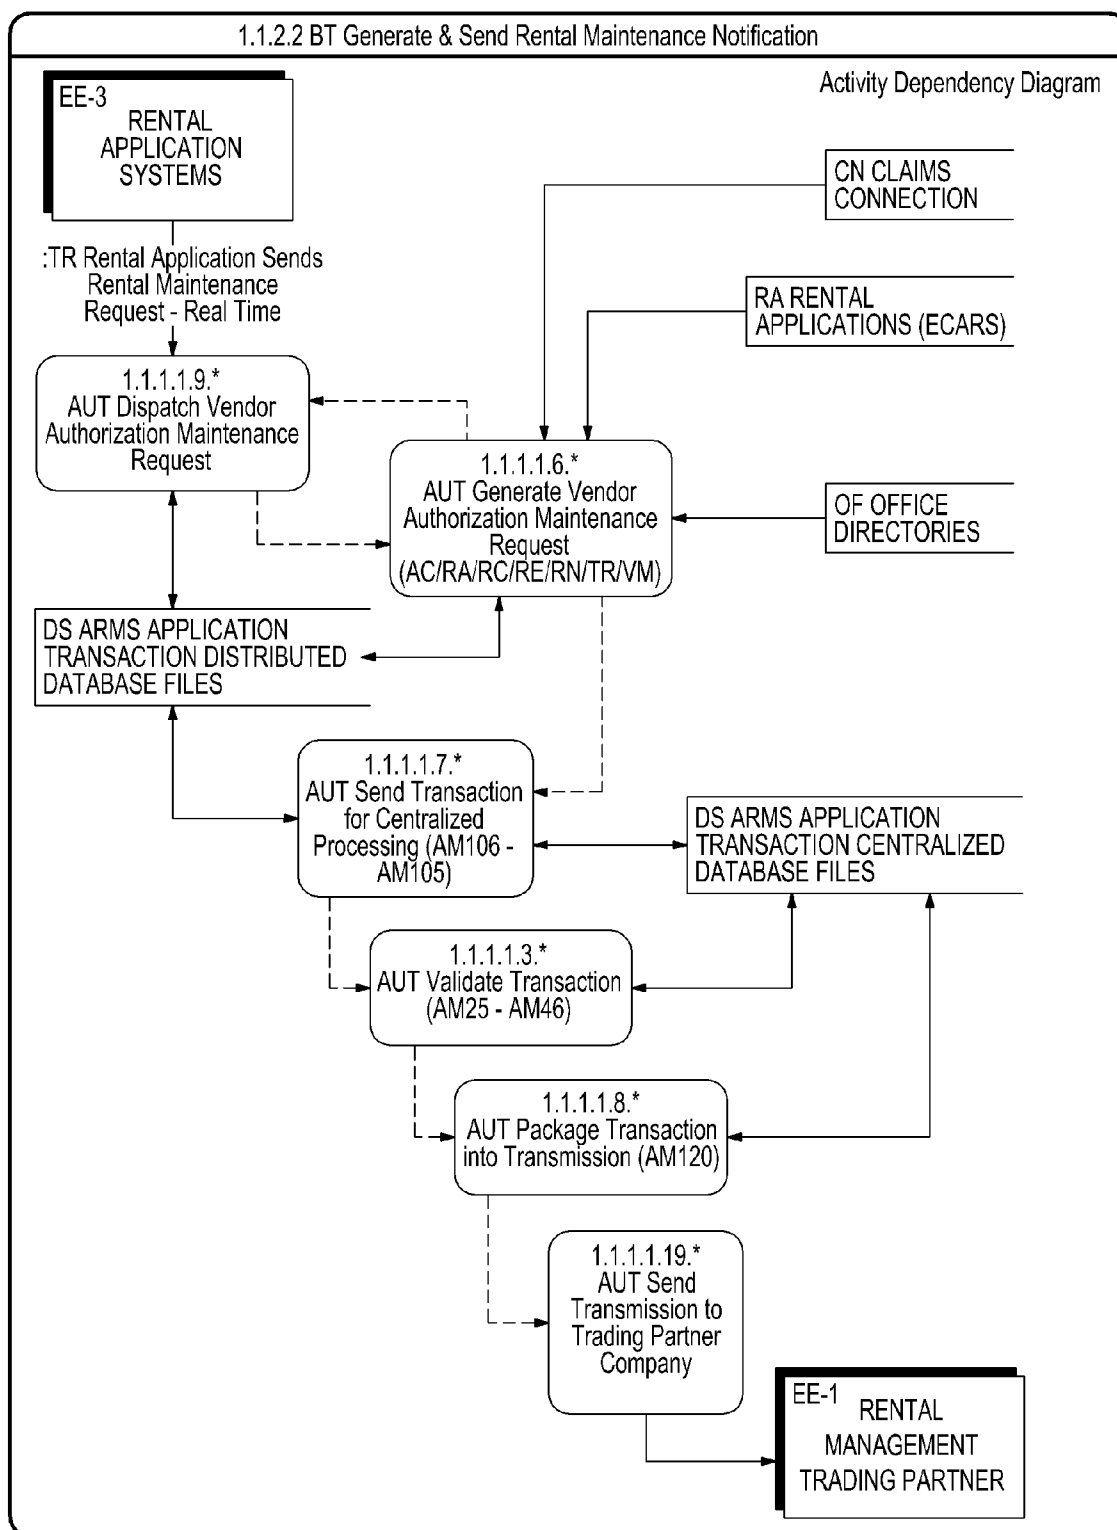 1.1.2.2 BT Generate & Send Rental Maintenance Notification
Activity Dependency Diagram
EE-3
RENTAL
APPLICATION
SYSTEMS
CN CLAIMS
CONNECTION
:TR Rental Application Sends
Rental Maintenance
Request - Real Time
RA RENTAL
APPLICATIONS (ECARS)
1.1.1.1.9.*
AUT Dispatch Vendor
Authorization Maintenance
Request
1.1.1.1.6.*
AUT Generate Vendor
Authorization Maintenance
Request
(AC/RA/RC/RE/RN/TR/VM)
OF OFFICE
DIRECTORIES
DS ARMS APPLICATION
TRANSACTION DISTRIBUTED
DATABASE FILES
1.1.1.1.7.*
AUT Send Transaction
for Centralized
Processing (AM106 -
AM105)
DS ARMS APPLICATION
TRANSACTION CENTRALIZED
DATABASE FILES
1.1.1.1.3.*
AUT Validate Transaction
(AM25 - AM46)
1.1.1.1.8.*
AUT Package Transaction
into Transmission (AM120)
1.1.1.1.19.*
AUT Send
Transmission to
Trading Partner
Company
EE-1
RENTAL
MANAGEMENT
TRADING PARTNER